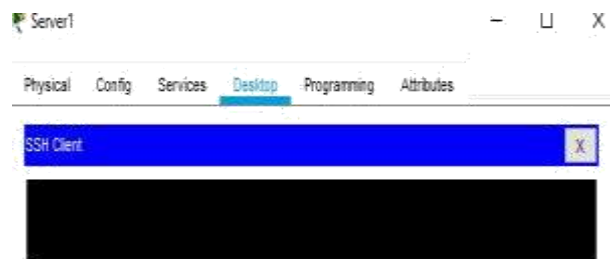 Server1
Physical Config Services Desktop Programming Attributes
SSH Client X